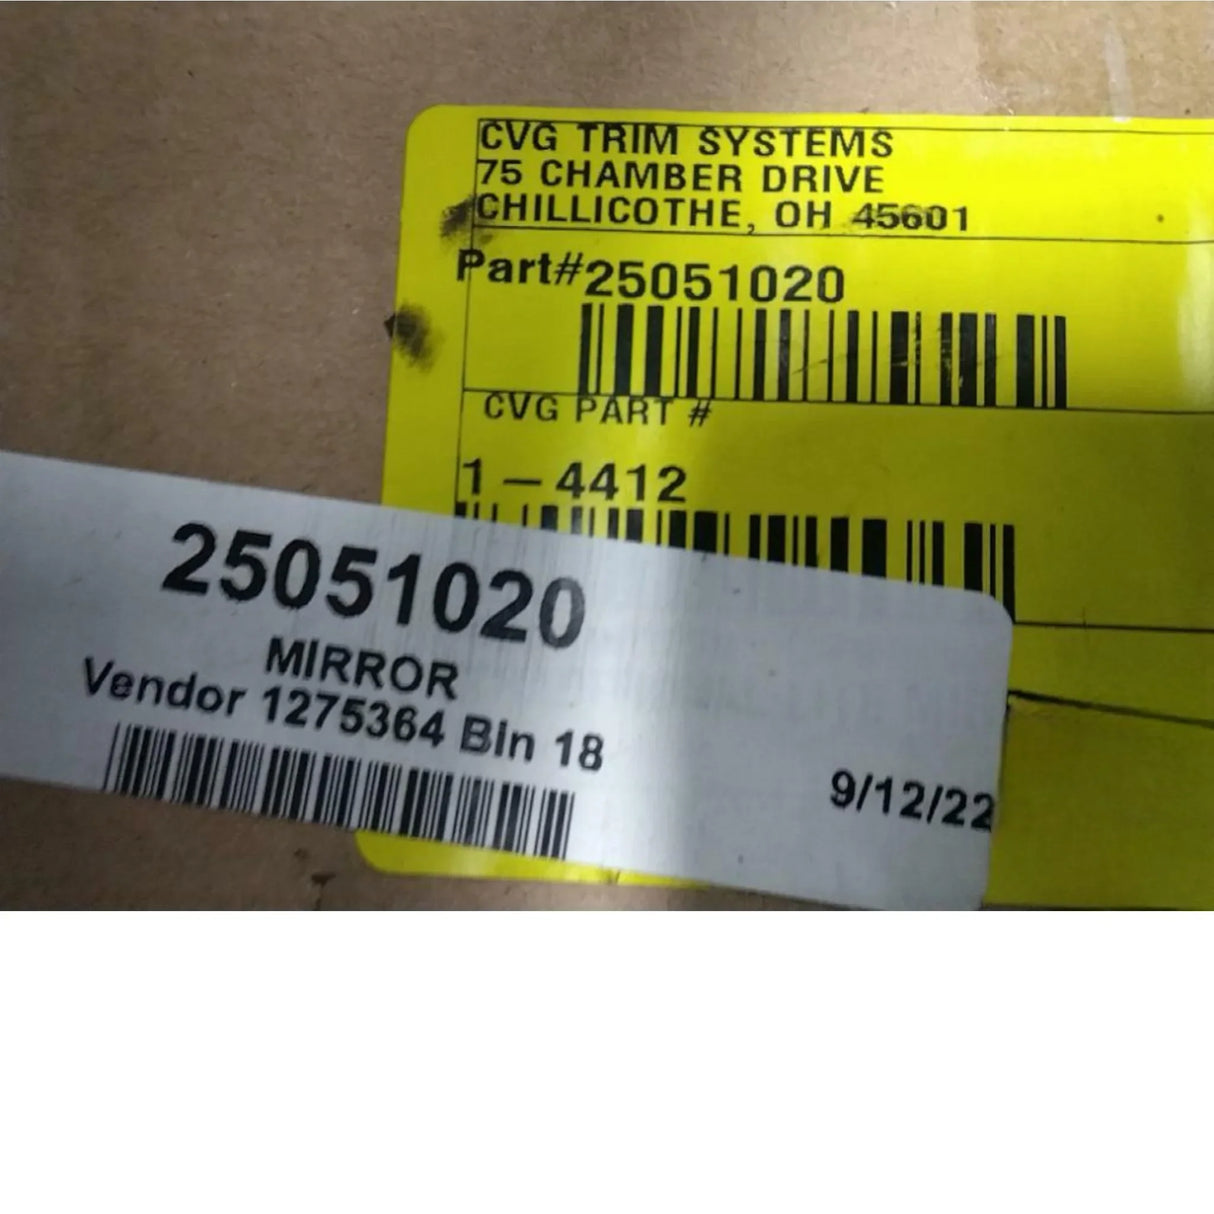 CVG TRIM SYSTEMS
75 CHAMBER DRIVE
CHILLICOTHE, OH 45601
Part#25051020
CVG PART #
1-4412
25051020
MIRROR
Vendor 1275364 Bin 18
9/12/22